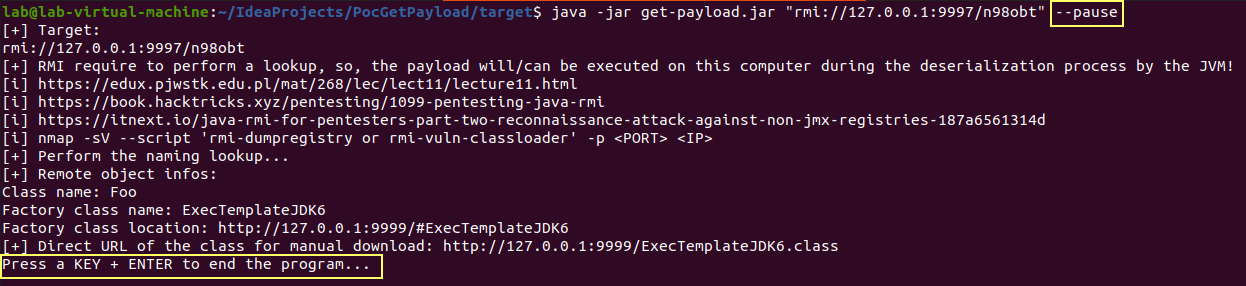 lab@lab-virtual-machine:~/IdeaProjects/PocGetPayload/target$ java -jar get-payload.jar "rmi://127.0.0.1:9997/n98obt" --pause
[+] Target:
rmi://127.0.0.1:9997/n98obt
[+] RMI require to perform a lookup, so, the payload will/can be executed on this computer during the deserialization process by the JVM!
[i] https://edux.pjwstk.edu.pl/mat/268/lec/lect11/lecture11.html
[i] https://book.hacktricks.xyz/pentesting/1099-pentesting-java-rmi
[i] https://itnext.io/java-rmi-for-pentesters-part-two-reconnaissance-attack-against-non-jmx-registries-187a6561314d
[i] nmap -sV --script 'rmi-dumpregistry or rmi-vuln-classloader' -p <PORT> <IP>
[+] Perform the naming lookup...
[+] Remote object infos:
Class name: Foo
Factory class name: ExecTemplateJDK6
Factory class location: http://127.0.0.1:9999/#ExecTemplateJDK6
[+] Direct URL of the class for manual download: http://127.0.0.1:9999/ExecTemplateJDK6.class
Press a KEY + ENTER to end the program...